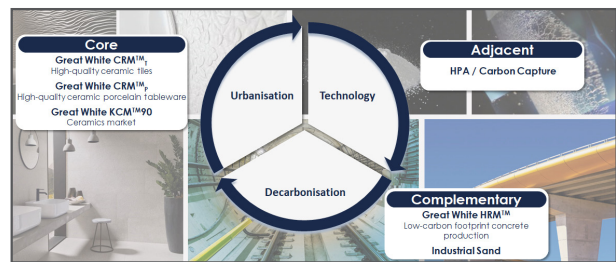 Core
Great White CRM™T
High-quality ceramic tiles
Great White CRM™P
High-quality ceramic porcelain tableware
Great White KCM™90
Ceramics market
Urbanisation
Technology
Decarbonisation
Adjacent
HPA / Carbon Capture
Complementary
Great White HRM™
Low-carbon footprint concrete
production
Industrial Sand